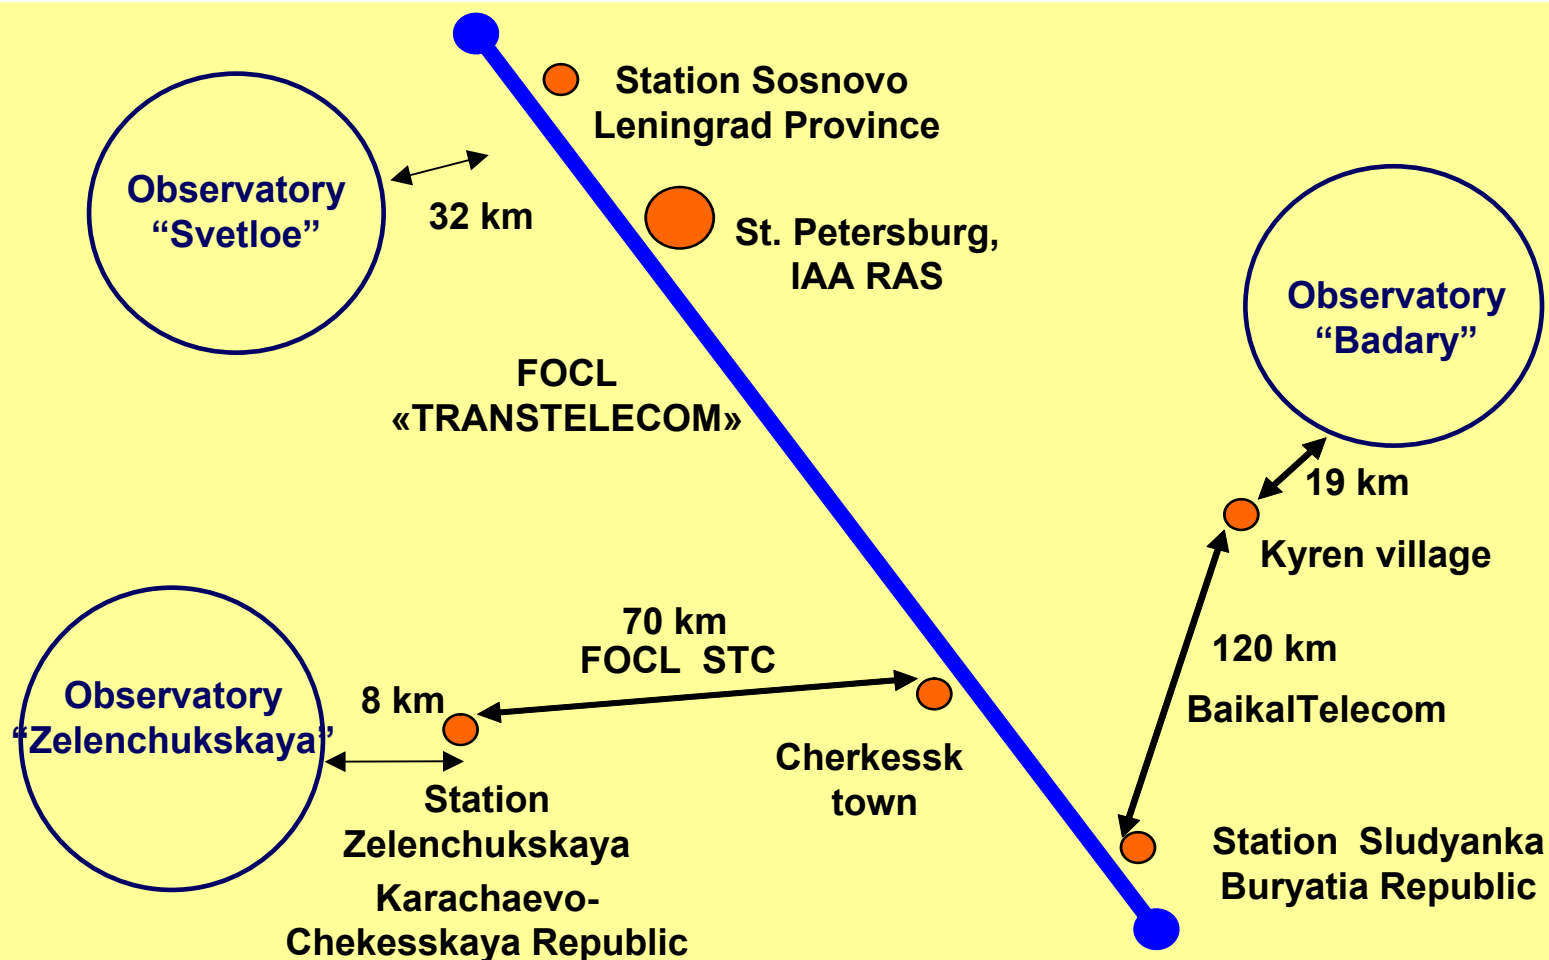 Station Sosnovo
Leningrad Province
Observatory
“Svetloe”
32 km
St. Petersburg,
IAA RAS
Observatory
“Badary”
FOCL
«TRANSTELECOM»
19 km
Kyren village
70 km
FOCL STC
120 km
BaikalTelecom
Observatory
“Zelenchukskaya”
8 km
Cherkessk
town
Station
Zelenchukskaya
Karachaevo-
Chekesskaya Republic
Station Sludyanka
Buryatia Republic